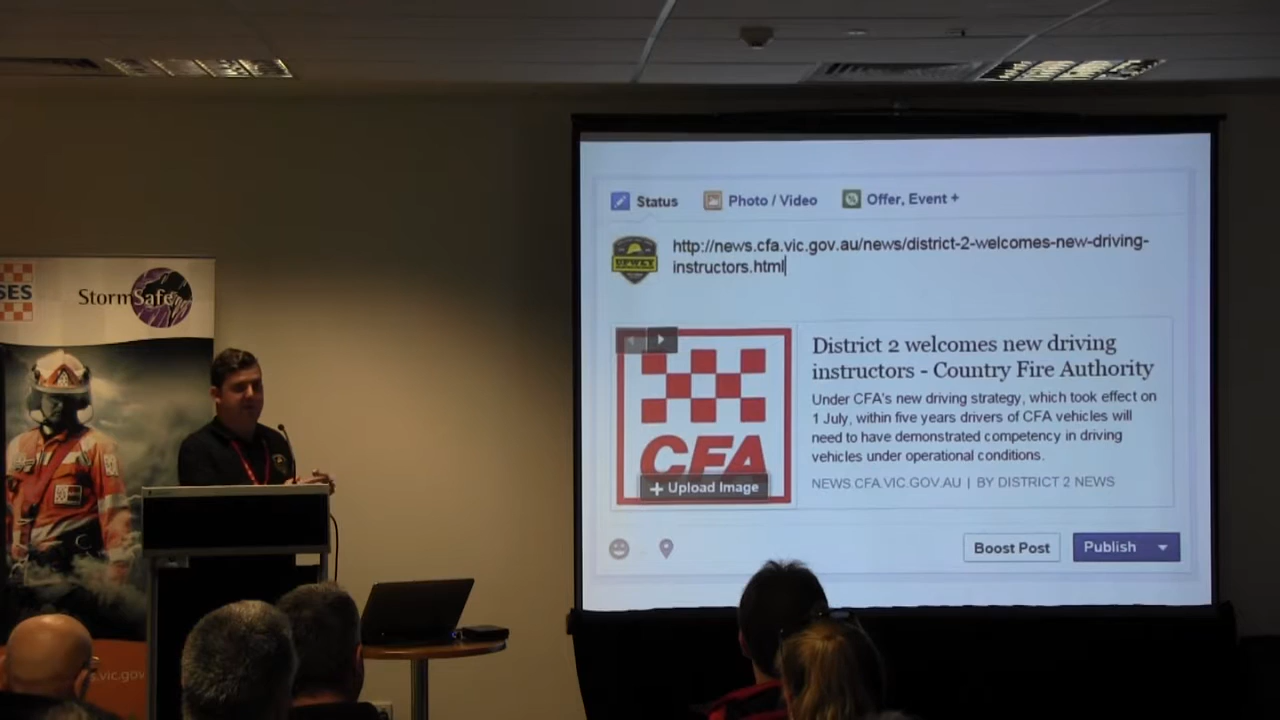 Status
Photo / Video
Offer, Event +
UPWEY
http://news.cfa.vic.gov.au/news/district-2-welcomes-new-driving-
instructors.html
District 2 welcomes new driving
instructors - Country Fire Authority
Under CFA's new driving strategy, which took effect on
1 July, within five years drivers of CFA vehicles will
need to have demonstrated competency in driving
vehicles under operational conditions.
NEWS.CFA.VIC.GOV.AU | BY DISTRICT 2 NEWS
CFA
+ Upload Image
Boost Post
Publish
SES
StormSafe
s.vic.gov